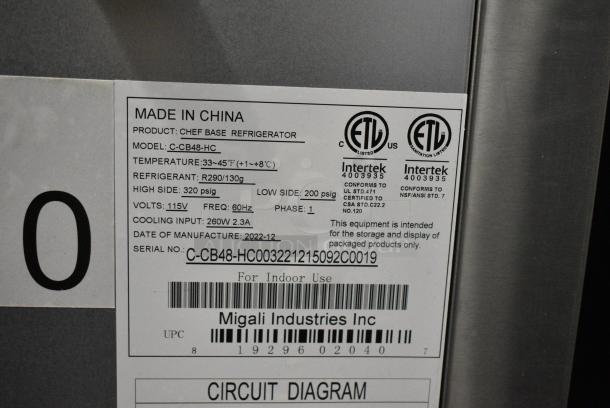 MADE IN CHINA
PRODUCT: CHEF BASE REFRIGERATOR
MODEL: C-CB48-HC
TEMPERATURE:33~45°F(+1~+8℃)
REFRIGERANT: R290/130g
HIGH SIDE: 320 psig LOW SIDE: 200 psig
VOLTS: 115V FREQ: 60Hz PHASE: 1
COOLING INPUT: 260W 2.3A
DATE OF MANUFACTURE: 2022-12
SERIAL NO.: C-CB48-HC003221215092C0019
ETL
LISTED
C US
Intertek
4003935
CONFORMS TO
UL STD.471
CERTIFIED TO
CSA STD.C22.2
NO.120
ETL
SANITATION LISTED
Intertek
4003935
CONFORMS TO
NSF/ANSI STD. 7
This equipment is intended
for the storage and display of
packaged products only.
For Indoor Use
Migali Industries Inc
UPC
8 19296 02040 7
CIRCUIT DIAGRAM
0